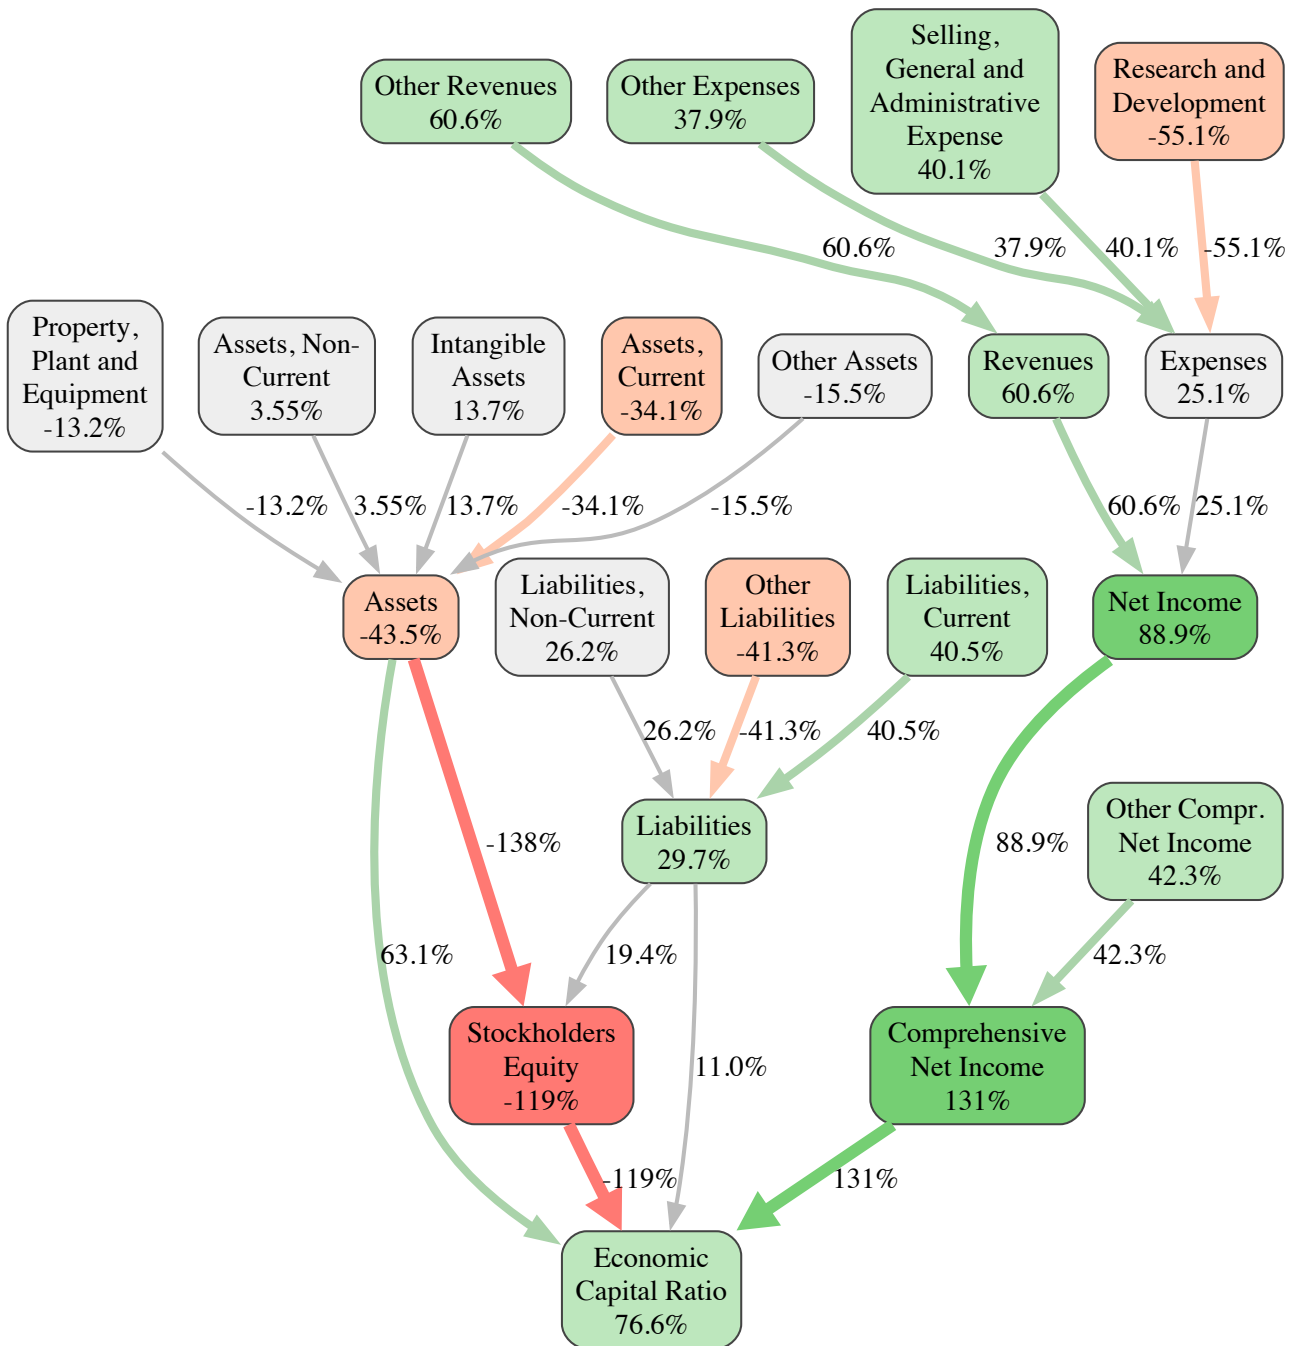 Other Revenues
60.6%
Other Expenses
37.9%
Selling,
General and
Administrative
Expense
40.1%
Research and
Development
-55.1%
60.6%
37.9%
40.1%
-55.1%
Property,
Plant and
Equipment
-13.2%
Assets, Non-
Current
3.55%
Intangible
Assets
13.7%
Assets,
Current
-34.1%
Other Assets
-15.5%
Revenues
60.6%
Expenses
25.1%
-13.2%
3.55%
13.7%
-34.1%
-15.5%
60.6%
25.1%
Assets
-43.5%
Liabilities,
Non-Current
26.2%
Other
Liabilities
-41.3%
Liabilities,
Current
40.5%
Net Income
88.9%
26.2%
-41.3%
40.5%
Liabilities
29.7%
-138%
88.9%
Other Compr.
Net Income
42.3%
63.1%
19.4%
42.3%
Stockholders
Equity
-119%
11.0%
Comprehensive
Net Income
131%
-119%
131%
Economic
Capital Ratio
76.6%